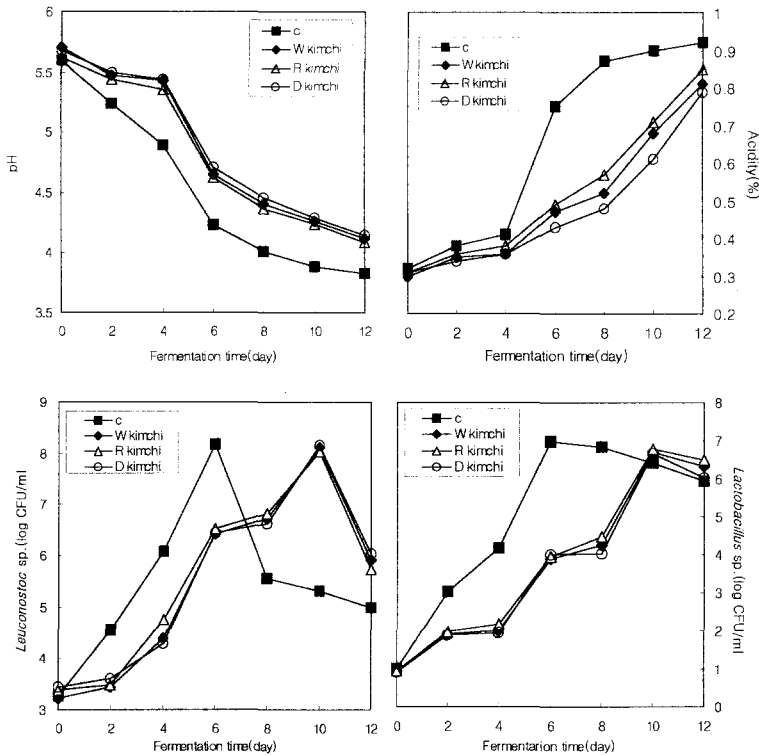 6
5.5
5
4.5
4
3.5
pH
0 2 4 6 8 10 12
Fermentation time(day)
c
W kimchi
R kimchi
D kimchi
1
0.9
0.8
0.7
0.6
0.5
0.4
0.3
0.2
Acidity(%)
0 2 4 6 8 10 12
Fermentation time(day)
c
W kimchi
R kimchi
D kimchi
9
8
7
6
5
4
3
Leuconostoc sp.(log CFU/ml)
0 2 4 6 8 10 12
Fermentation time(day)
c
W kimchi
R kimchi
D kimchi
8
7
6
5
4
3
2
1
0
Lactobacillus sp.(log CFU/ml)
0 2 4 6 8 10 12
Fermentarion time(day)
c
W kimchi
R kimchi
D kimchi